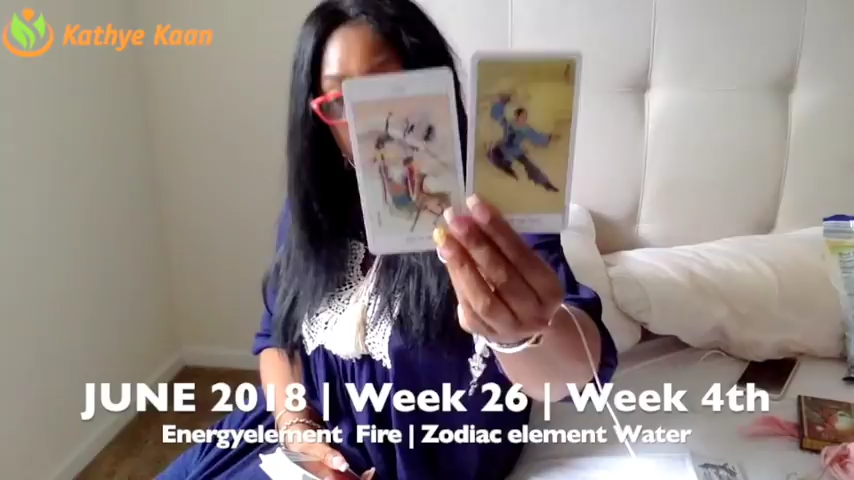 Kathye Kaan
JUNE 2018 | Week 26 | Week 4th
Energyelement Fire | Zodiac element Water